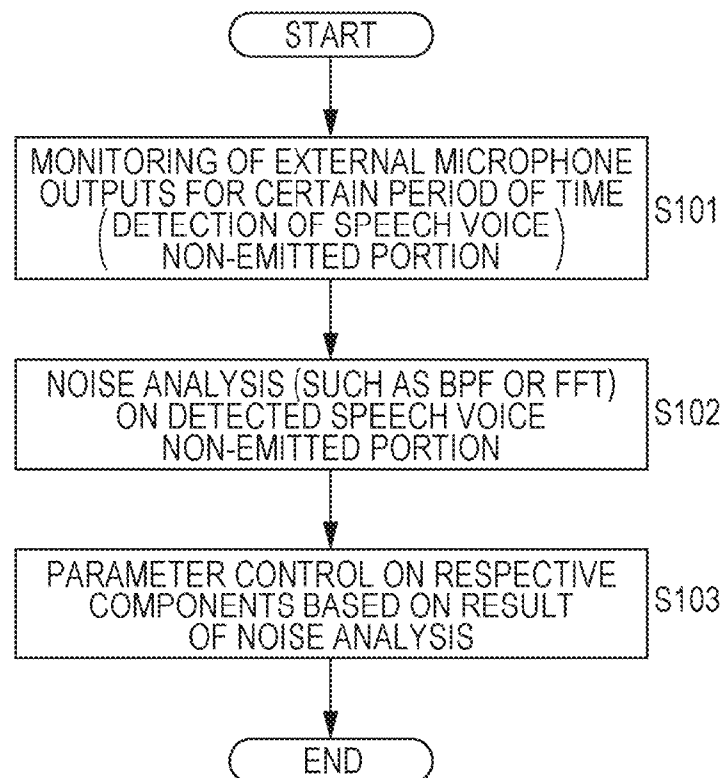 START
MONITORING OF EXTERNAL MICROPHONE
OUTPUTS FOR CERTAIN PERIOD OF TIME
(DETECTION OF SPEECH VOICE
NON-EMITTED PORTION)
S101
NOISE ANALYSIS (SUCH AS BPF OR FFT)
ON DETECTED SPEECH VOICE
NON-EMITTED PORTION
S102
PARAMETER CONTROL ON RESPECTIVE
COMPONENTS BASED ON RESULT
OF NOISE ANALYSIS
S103
END